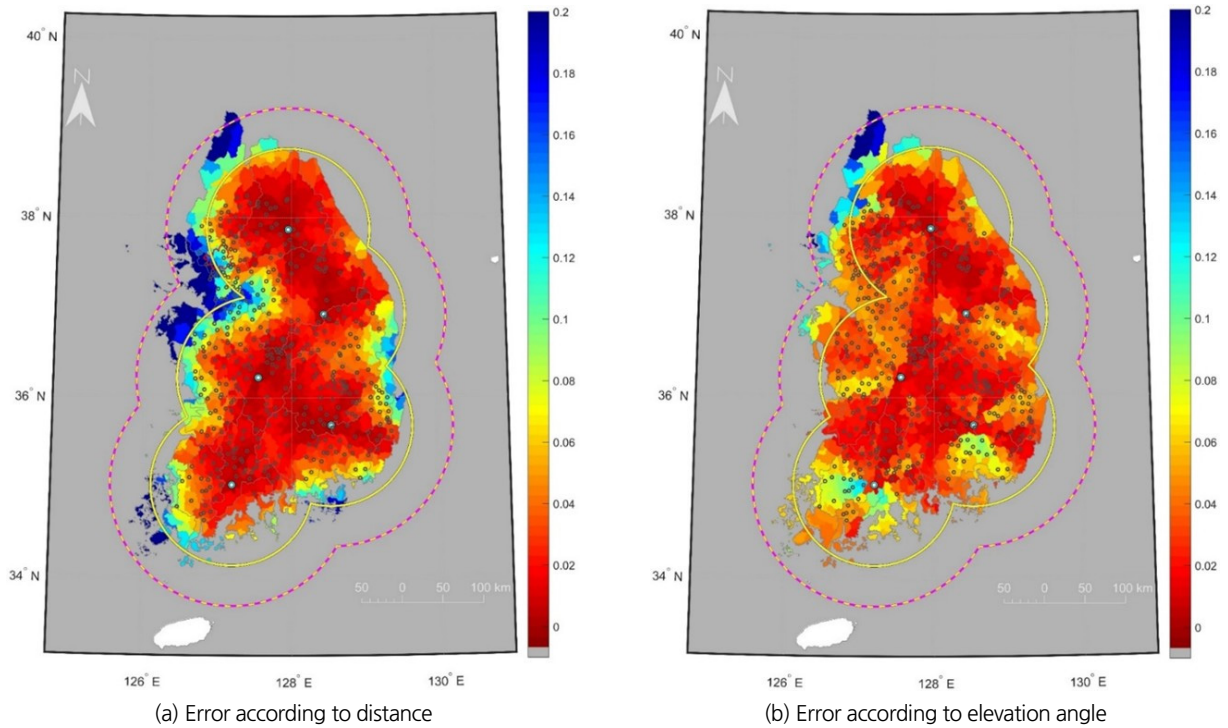 40° N
38° N
36° N
34° N
126° E
128° E
130° E
N
50 0 50 100 km
0.2
0.18
0.16
0.14
0.12
0.1
0.08
0.06
0.04
0.02
0
(a) Error according to distance
40° N
38° N
36° N
34° N
126° E
128° E
130° E
N
50 0 50 100 km
0.2
0.18
0.16
0.14
0.12
0.1
0.08
0.06
0.04
0.02
0
(b) Error according to elevation angle